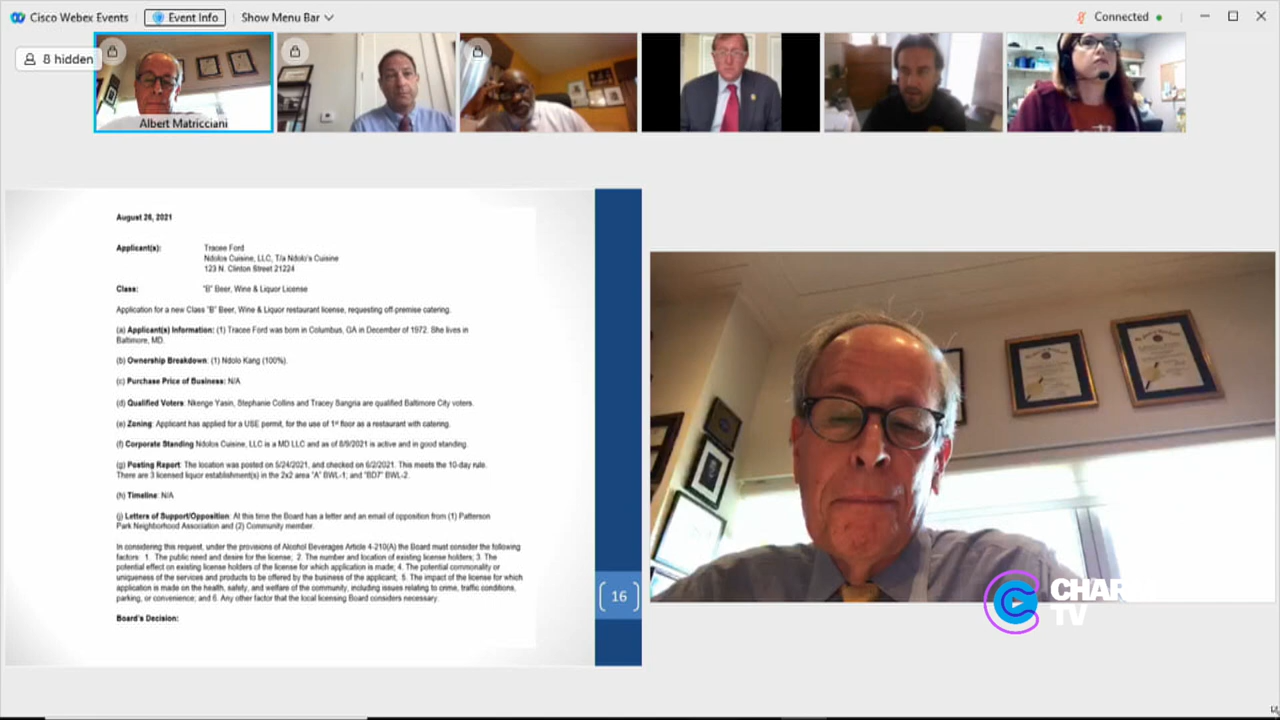 Cisco Webex Events
Event Info
Show Menu Bar
Connected
8 hidden
Albert Matricciani
August 26, 2021
Applicant(s): Tracee Ford
Ndolos Cuisine, LLC, T/a Ndolo's Cuisine
123 N. Clinton Street 21224
Class: "B" Beer, Wine & Liquor License
Application for a new Class "B" Beer, Wine & Liquor restaurant license, requesting off-premise catering.
(a) Applicant(s) Information: (1) Tracee Ford was born in Columbus, GA in December of 1972. She lives in
Baltimore, MD.
(b) Ownership Breakdown: (1) Ndolo Kang (100%).
(c) Purchase Price of Business: N/A
(d) Qualified Voters: Nkenge Yasin, Stephanie Collins and Tracey Sangria are qualified Baltimore City voters.
(e) Zoning: Applicant has applied for a USE permit, for the use of 1st floor as a restaurant with catering.
(f) Corporate Standing Ndolos Cuisine, LLC is a MD LLC and as of 8/9/2021 is active and in good standing.
(g) Posting Report: The location was posted on 5/24/2021, and checked on 6/2/2021. This meets the 10-day rule.
There are 3 licensed liquor establishment(s) in the 2x2 area "A" BWL-1; and "BD7" BWL-2.
(h) Timeline: N/A
(j) Letters of Support/Opposition: At this time the Board has a letter and an email of opposition from (1) Patterson
Park Neighborhood Association and (2) Community member.
In considering this request, under the provisions of Alcohol Beverages Article 4-210(A) the Board must consider the following
factors: 1. The public need and desire for the license; 2. The number and location of existing license holders; 3. The
potential effect on existing license holders of the license for which application is made; 4. The potential commonality or
uniqueness of the services and products to be offered by the business of the applicant; 5. The impact of the license for which
application is made on the health, safety, and welfare of the community, including issues relating to crime, traffic conditions,
parking, or convenience; and 6. Any other factor that the local licensing Board considers necessary.
Board's Decision:
16
CHAR
TV